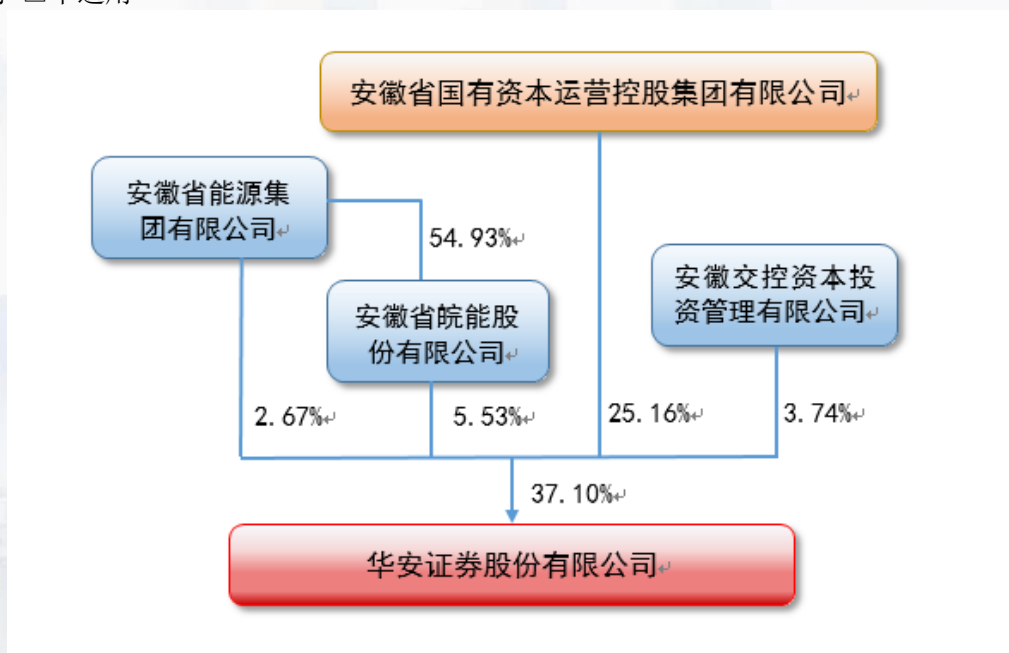 安徽省国有资本运营控股集团有限公司
安徽省能源集
团有限公司
54.93%
安徽省皖能股
份有限公司
安徽交控资本投
资管理有限公司
2.67%
5.53%
25.16%
3.74%
37.10%
华安证券股份有限公司